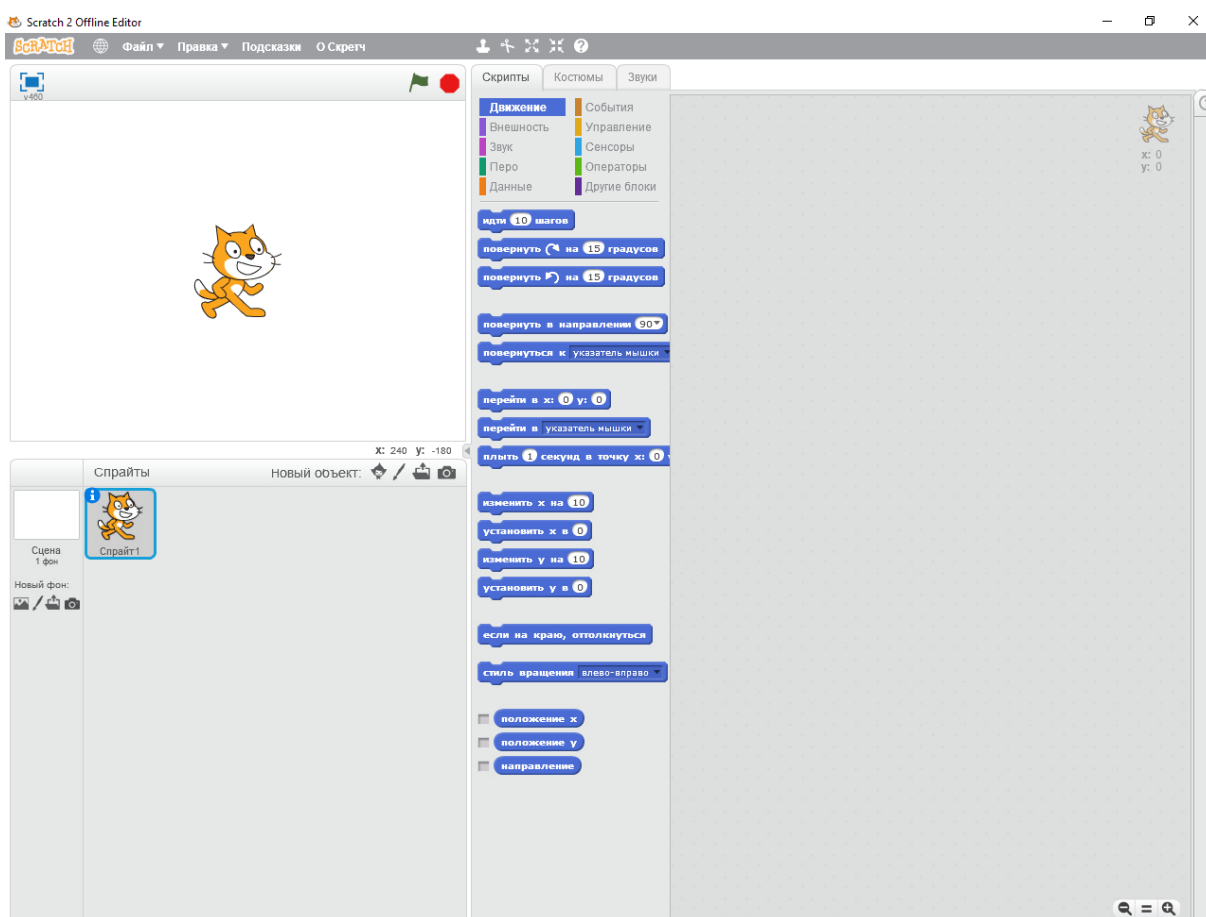 Scratch 2 Offline Editor
SCRATCH Файл Правка Подсказки О Скретч
v460
Скрипты Костюмы Звуки
Движение События
Внешность Управление
Звук Сенсоры
Перо Операторы
Данные Другие блоки
идти 10 шагов
повернуть на 15 градусов
повернуть на 15 градусов
повернуть в направлении 90
повернуться к указатель мышки
перейти в x: 0 y: 0
перейти в указатель мышки
плыть 1 секунд в точку x: 0
изменить x на 10
установить x в 0
изменить y на 10
установить y в 0
если на краю, оттолкнуться
стиль вращения влево-вправо
положение x
положение y
направление
x: 0
y: 0
X: 240 Y: -180
Спрайты Новый объект:
Сцена
1 фон
Новый фон:
Спрайт1